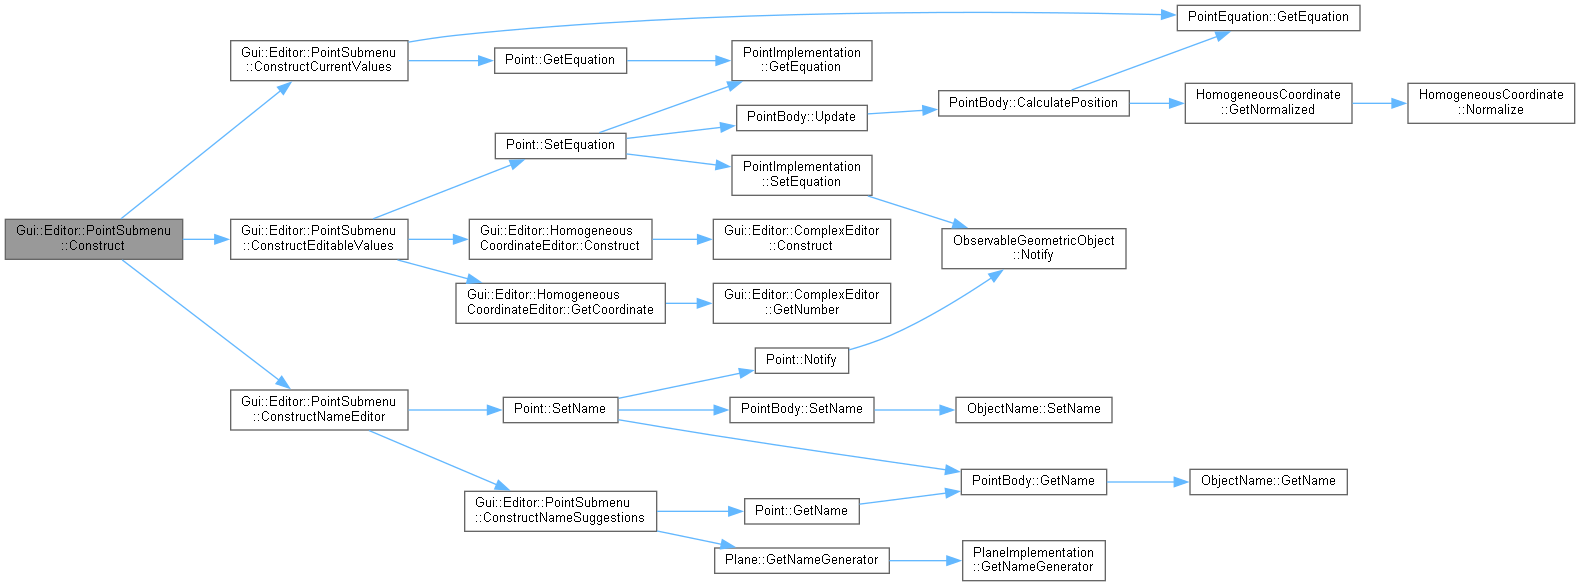 Gui::Editor::PointSubmenu
::Construct
Gui::Editor::PointSubmenu
::ConstructCurrentValues
PointEquation::GetEquation
Point::GetEquation
PointImplementation
::GetEquation
Gui::Editor::PointSubmenu
::ConstructEditableValues
Point::SetEquation
PointBody::Update
PointBody::CalculatePosition
HomogeneousCoordinate
::GetNormalized
HomogeneousCoordinate
::Normalize
PointImplementation
::SetEquation
ObservableGeometricObject
::Notify
Gui::Editor::Homogeneous
CoordinateEditor::Construct
Gui::Editor::ComplexEditor
::Construct
Gui::Editor::Homogeneous
CoordinateEditor::GetCoordinate
Gui::Editor::ComplexEditor
::GetNumber
Gui::Editor::PointSubmenu
::ConstructNameEditor
Point::SetName
Point::Notify
PointBody::SetName
ObjectName::SetName
PointBody::GetName
ObjectName::GetName
Gui::Editor::PointSubmenu
::ConstructNameSuggestions
Point::GetName
Plane::GetNameGenerator
PlaneImplementation
::GetNameGenerator